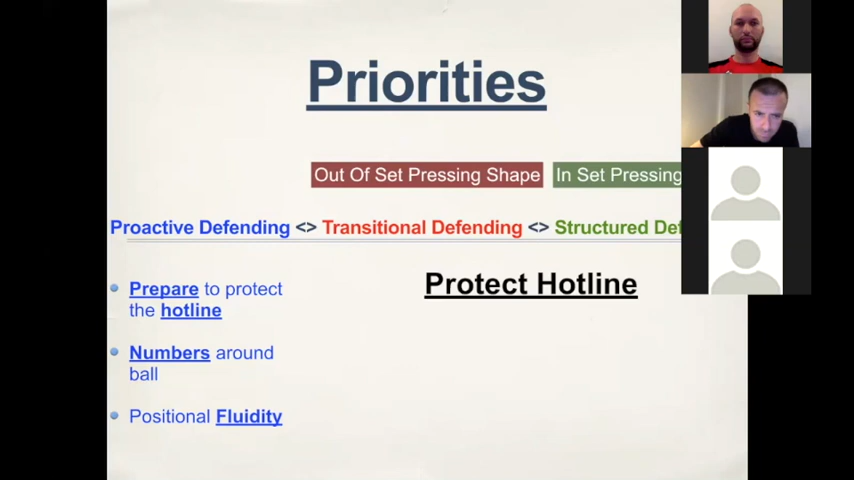 Priorities
Out Of Set Pressing Shape In Set Pressing
Proactive Defending <> Transitional Defending <> Structured Def
Protect Hotline
Prepare to protect
the hotline
Numbers around
ball
Positional Fluidity